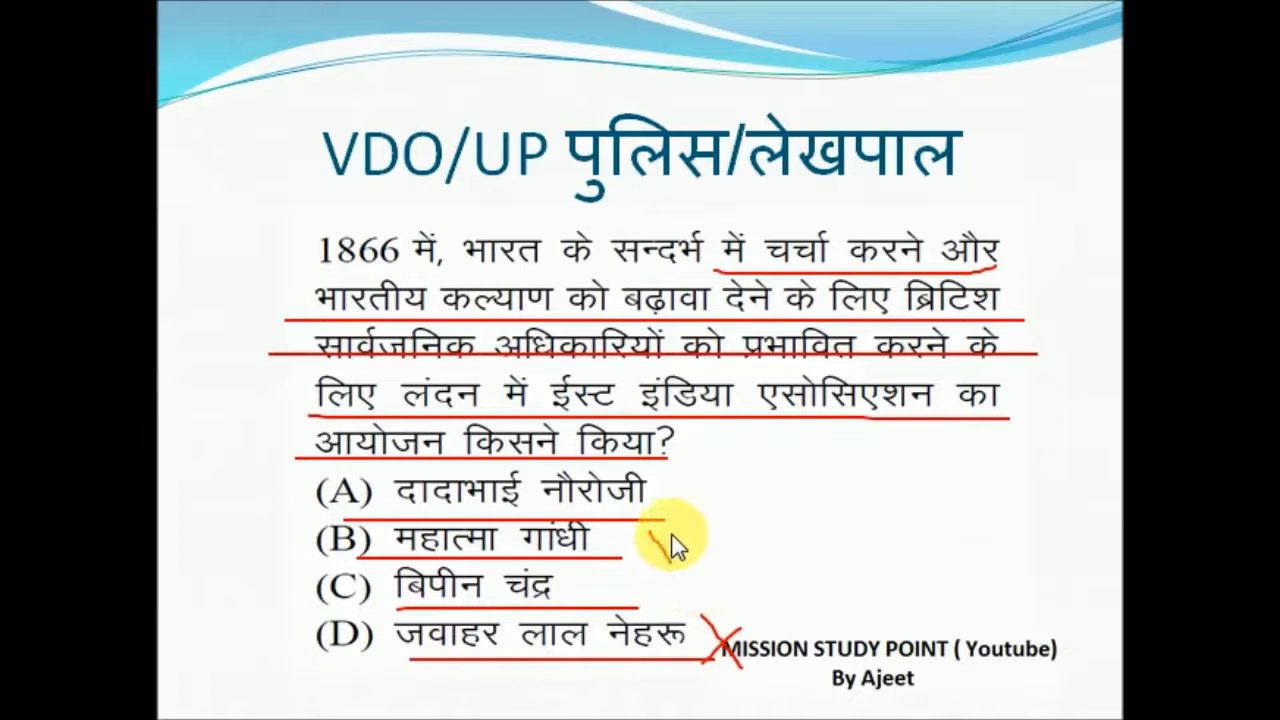 VDO/UP पुलिस/लेखपाल
1866 में, भारत के सन्दर्भ में चर्चा करने और
भारतीय कल्याण को बढ़ावा देने के लिए ब्रिटिश
सार्वजनिक अधिकारियों को प्रभावित करने के
लिए लंदन में ईस्ट इंडिया एसोसिएशन का
आयोजन किसने किया?
(A) दादाभाई नौरोजी
(B) महात्मा गांधी
(C) बिपीन चंद्र
(D) जवाहर लाल नेहरू
MISSION STUDY POINT ( Youtube)
By Ajeet